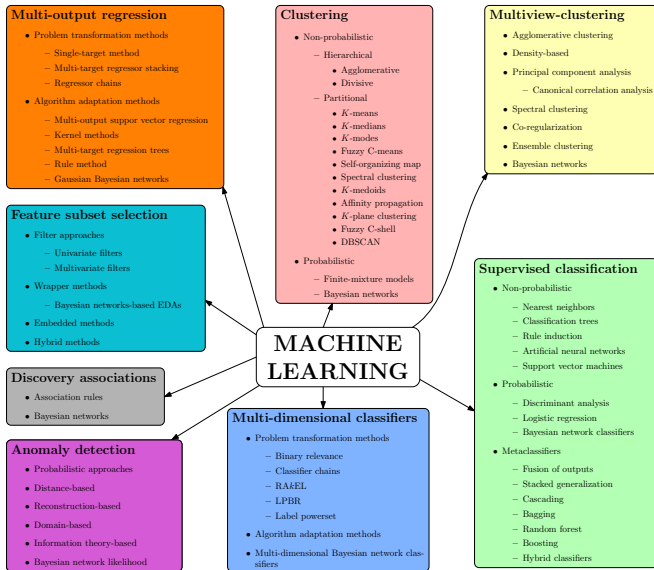 Multi-output regression
• Problem transformation methods
– Single-target method
– Multi-target regressor stacking
– Regressor chains
• Algorithm adaptation methods
– Multi-output suppor vector regression
– Kernel methods
– Multi-target regression trees
– Rule method
– Gaussian Bayesian networks
Clustering
• Non-probabilistic
– Hierarchical
• Agglomerative
• Divisive
– Partitional
• K-means
• K-medians
• K-modes
• Fuzzy C-means
• Self-organizing map
• Spectral clustering
• K-medoids
• Affinity propagation
• K-plane clustering
• Fuzzy C-shell
• DBSCAN
• Probabilistic
– Finite-mixture models
– Bayesian networks
Multiview-clustering
• Agglomerative clustering
• Density-based
• Principal component analysis
– Canonical correlation analysis
• Spectral clustering
• Co-regularization
• Ensemble clustering
• Bayesian networks
Feature subset selection
• Filter approaches
– Univariate filters
– Multivariate filters
• Wrapper methods
– Bayesian networks-based EDAs
• Embedded methods
• Hybrid methods
MACHINE
LEARNING
Supervised classification
• Non-probabilistic
– Nearest neighbors
– Classification trees
– Rule induction
– Artificial neural networks
– Support vector machines
• Probabilistic
– Discriminant analysis
– Logistic regression
– Bayesian network classifiers
• Metaclassifiers
– Fusion of outputs
– Stacked generalization
– Cascading
– Bagging
– Random forest
– Boosting
– Hybrid classifiers
Discovery associations
• Association rules
• Bayesian networks
Anomaly detection
• Probabilistic approaches
• Distance-based
• Reconstruction-based
• Domain-based
• Information theory-based
• Bayesian network likelihood
Multi-dimensional classifiers
• Problem transformation methods
– Binary relevance
– Classifier chains
– RAkEL
– LPBR
– Label powerset
• Algorithm adaptation methods
• Multi-dimensional Bayesian network clas-
sifiers